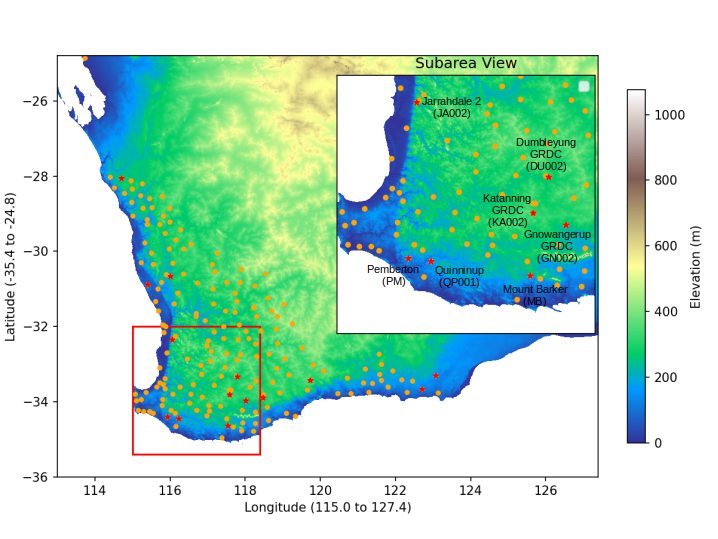 Subarea View
Jarrahdale 2
(JA002)
Dumbleyung
GRDC
(DU002)
Katanning
GRDC
(KA002)
Gnowangerup
GRDC
(GN002)
Pemberton
(PM)
Quinninup
(QP001)
Mount Barker
(MB)
−26
−28
−30
−32
−34
−36
Latitude (-35.4 to -24.8)
114
116
118
120
122
124
126
Longitude (115.0 to 127.4)
1000
800
600
400
200
0
Elevation (m)